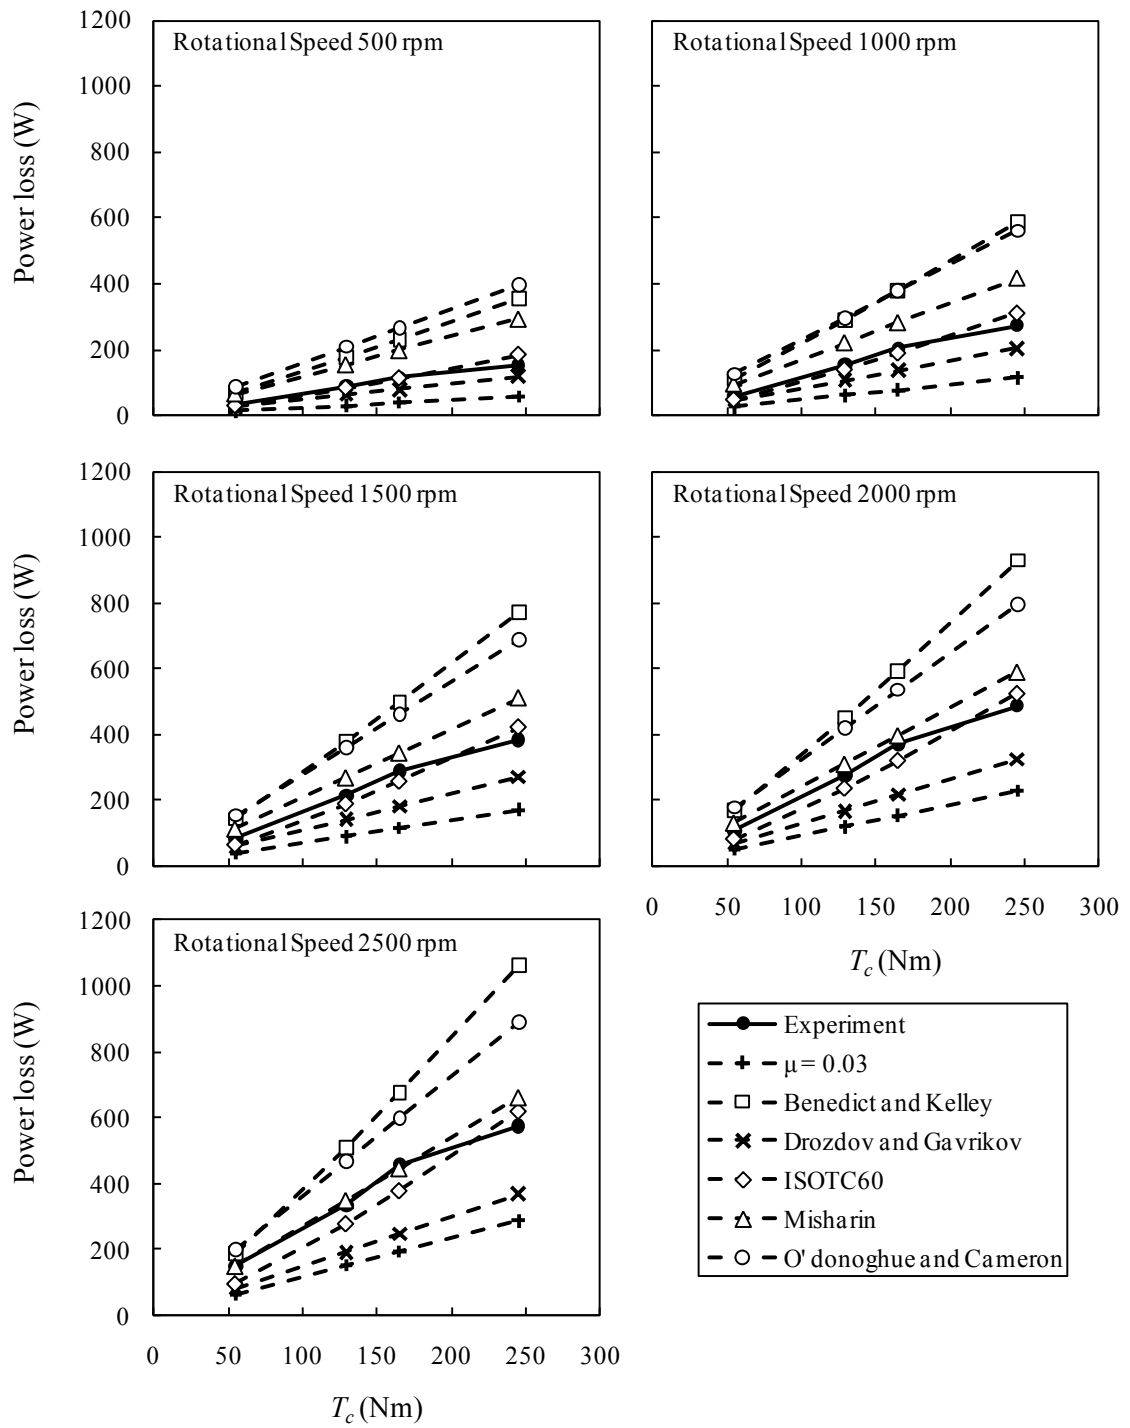 1200
1000
800
600
400
200
0
Power loss (W)
Rotational Speed 500 rpm
Rotational Speed 1000 rpm
1200
1000
800
600
400
200
0
Power loss (W)
Rotational Speed 1500 rpm
Rotational Speed 2000 rpm
0 50 100 150 200 250 300
Tc (Nm)
1200
1000
800
600
400
200
0
Power loss (W)
Rotational Speed 2500 rpm
0 50 100 150 200 250 300
Tc (Nm)
Experiment
μ = 0.03
Benedict and Kelley
Drozdov and Gavrikov
ISOTC60
Misharin
O' donoghue and Cameron